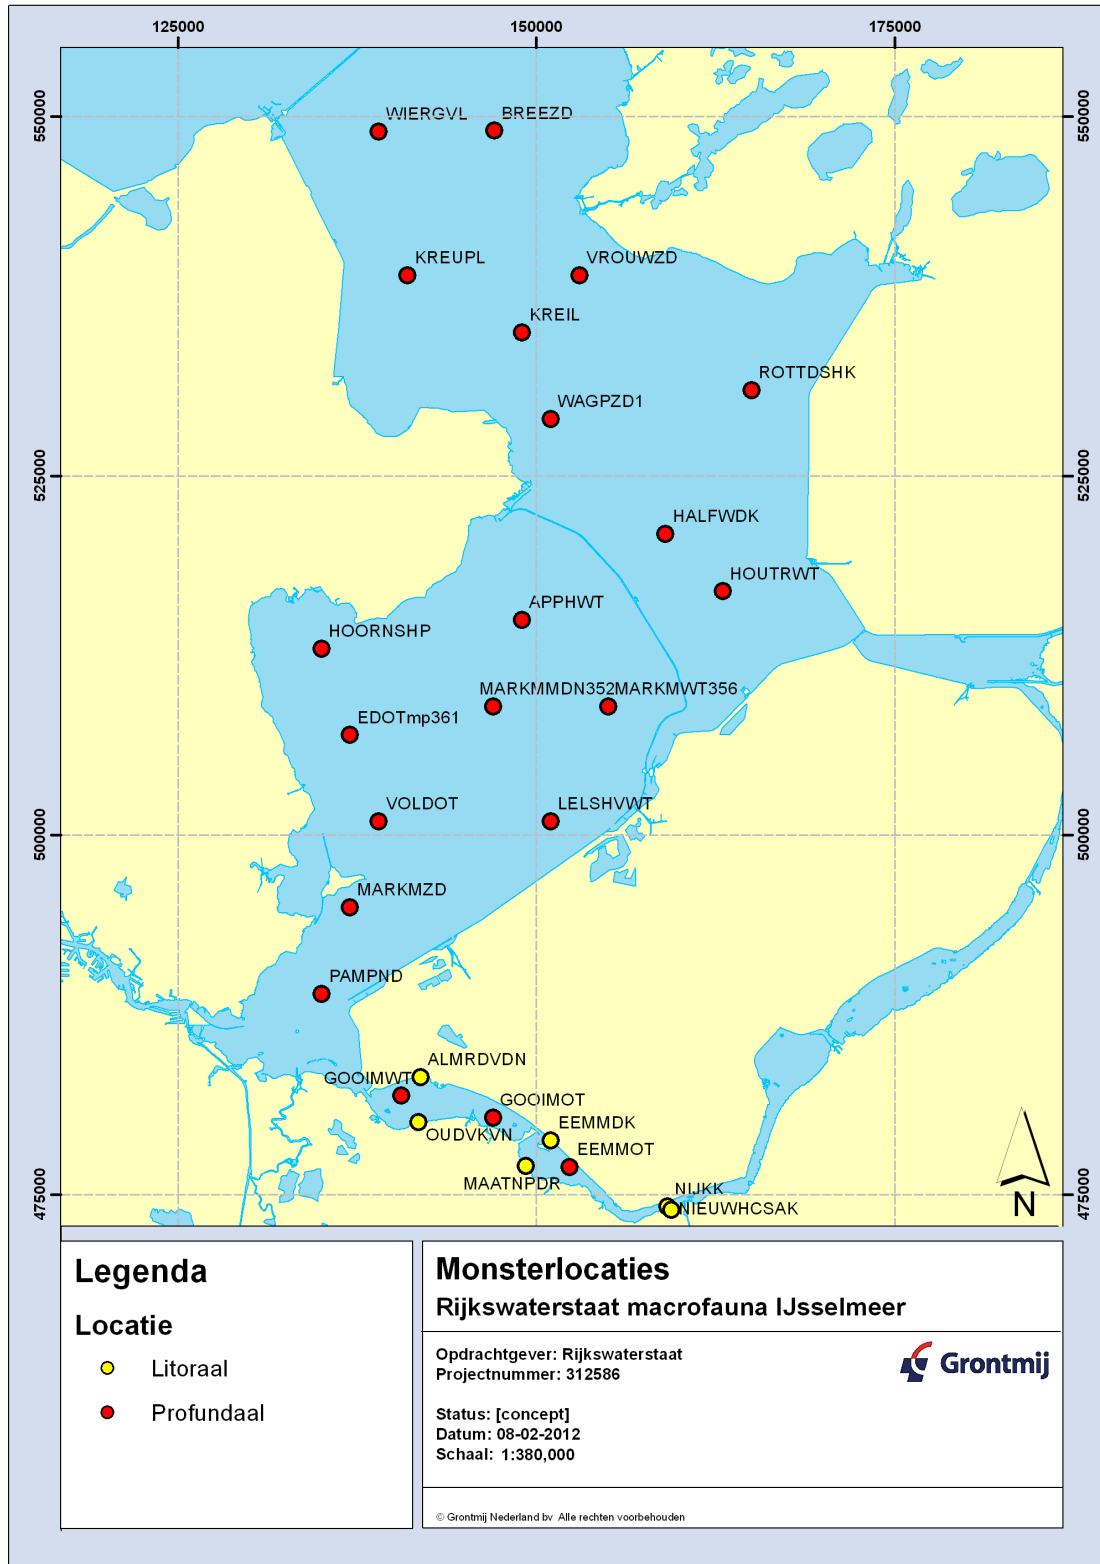 125000 150000 175000
550000 550000
WIERGVL BREEZD
KREUPL VROUWZD
KREIL
ROTTDSHK
WAGPZD1
525000 525000
HALFWDK
HOUTRWT
APPHWT
HOORNSHP
MARKMMDN352 MARKMWT356
EDOTmp361
VOLDOT LELSHVWT
500000 500000
MARKMZD
PAMPND
ALMRDVDN
GOOIMWT
GOOIMOT
EEMMDK
OUDVKVN
EEMMOT
MAATNPDR
NIJKK
475000 475000
NIEUWHCSAK
N
Legenda
Locatie
Litoraal
Profundaal
Monsterlocaties
Rijkswaterstaat macrofauna IJsselmeer
Opdrachtgever: Rijkswaterstaat
Projectnummer: 312586
Grontmij
Status: [concept]
Datum: 08-02-2012
Schaal: 1:380,000
© Grontmij Nederland bv Alle rechten voorbehouden